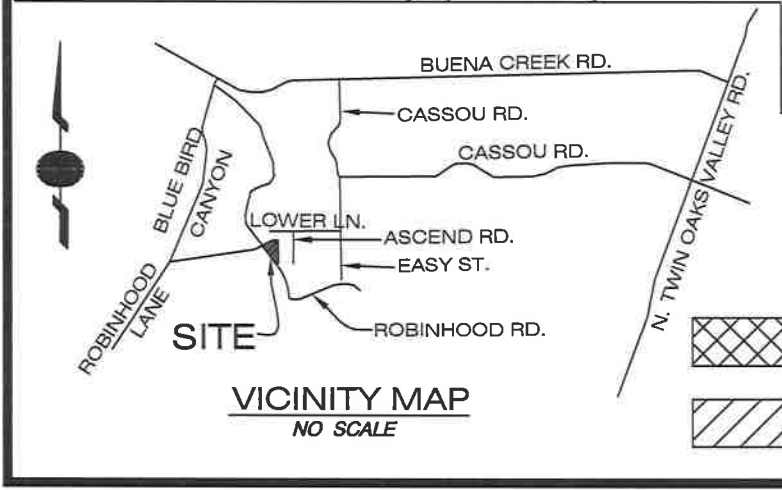 BUENA CREEK RD.
CASSOU RD.
CASSOU RD.
BLUE BIRD
CANYON
N. TWIN OAKS VALLEY RD.
LOWER LN.
ASCEND RD.
EASY ST.
ROBINHOOD
LANE
SITE
ROBINHOOD RD.
VICINITY MAP
NO SCALE